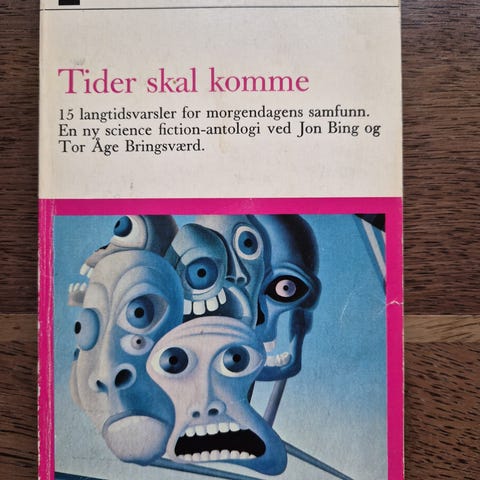 Tider skal komme
15 langtidsvarsler for morgendagens samfunn.
En ny science fiction-antologi ved Jon Bing og
Tor Åge Bringsværd.